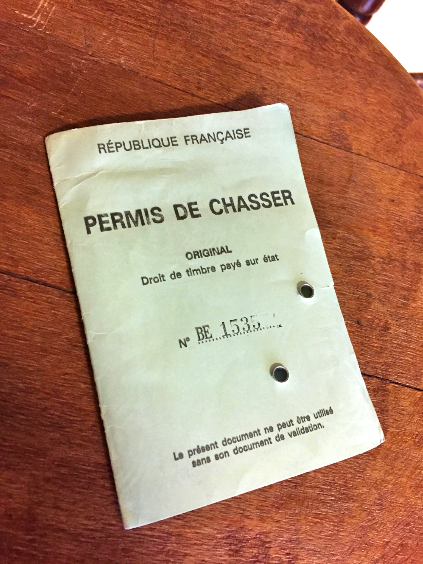 RÉPUBLIQUE FRANÇAISE
PERMIS DE CHASSER
ORIGINAL
Droit de timbre payé sur état
N° BE 1535
Le présent document ne peut être utilisé
sans son document de validation.